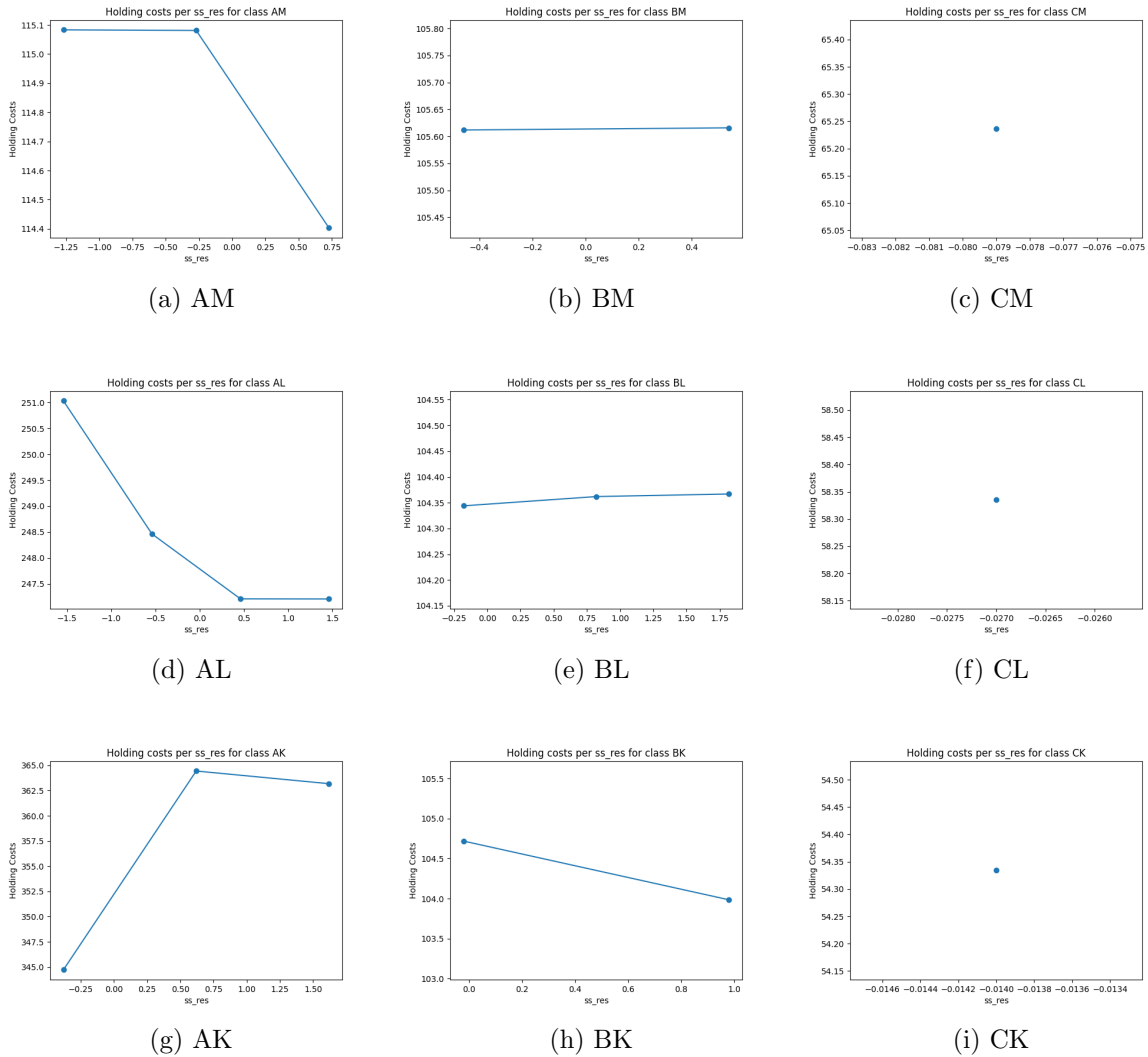 Holding costs per ss_res for class AM
115.1
115.0
114.9
114.8
114.7
114.6
114.5
114.4
Holding Costs
−1.25 −1.00 −0.75 −0.50 −0.25 0.00 0.25 0.50 0.75
ss_res
(a) AM
Holding costs per ss_res for class BM
105.80
105.75
105.70
105.65
105.60
105.55
105.50
105.45
Holding Costs
−0.4 −0.2 0.0 0.2 0.4
ss_res
(b) BM
Holding costs per ss_res for class CM
65.40
65.35
65.30
65.25
65.20
65.15
65.10
65.05
Holding Costs
−0.083 −0.082 −0.081 −0.080 −0.079 −0.078 −0.077 −0.076 −0.075
ss_res
(c) CM
Holding costs per ss_res for class AL
251.0
250.5
250.0
249.5
249.0
248.5
248.0
247.5
Holding Costs
−1.5 −1.0 −0.5 0.0 0.5 1.0 1.5
ss_res
(d) AL
Holding costs per ss_res for class BL
104.55
104.50
104.45
104.40
104.35
104.30
104.25
104.20
104.15
Holding Costs
−0.25 0.00 0.25 0.50 0.75 1.00 1.25 1.50 1.75
ss_res
(e) BL
Holding costs per ss_res for class CL
58.50
58.45
58.40
58.35
58.30
58.25
58.20
58.15
Holding Costs
−0.0280 −0.0275 −0.0270 −0.0265 −0.0260
ss_res
(f) CL
Holding costs per ss_res for class AK
365.0
362.5
360.0
357.5
355.0
352.5
350.0
347.5
345.0
Holding Costs
−0.25 0.00 0.25 0.50 0.75 1.00 1.25 1.50
ss_res
(g) AK
Holding costs per ss_res for class BK
105.5
105.0
104.5
104.0
103.5
103.0
Holding Costs
0.0 0.2 0.4 0.6 0.8 1.0
ss_res
(h) BK
Holding costs per ss_res for class CK
54.50
54.45
54.40
54.35
54.30
54.25
54.20
54.15
Holding Costs
−0.0146 −0.0144 −0.0142 −0.0140 −0.0138 −0.0136 −0.0134
ss_res
(i) CK